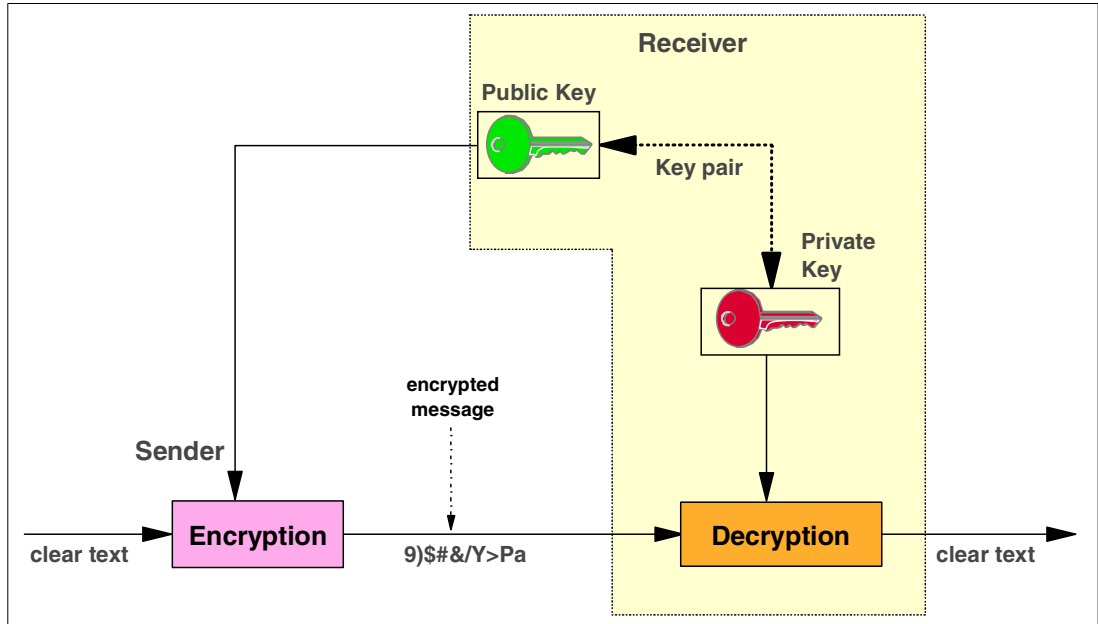 Receiver
Public Key
Key pair
Private
Key
encrypted
message
Sender
Encryption
Decryption
clear text
9)$#&/Y>Pa
clear text